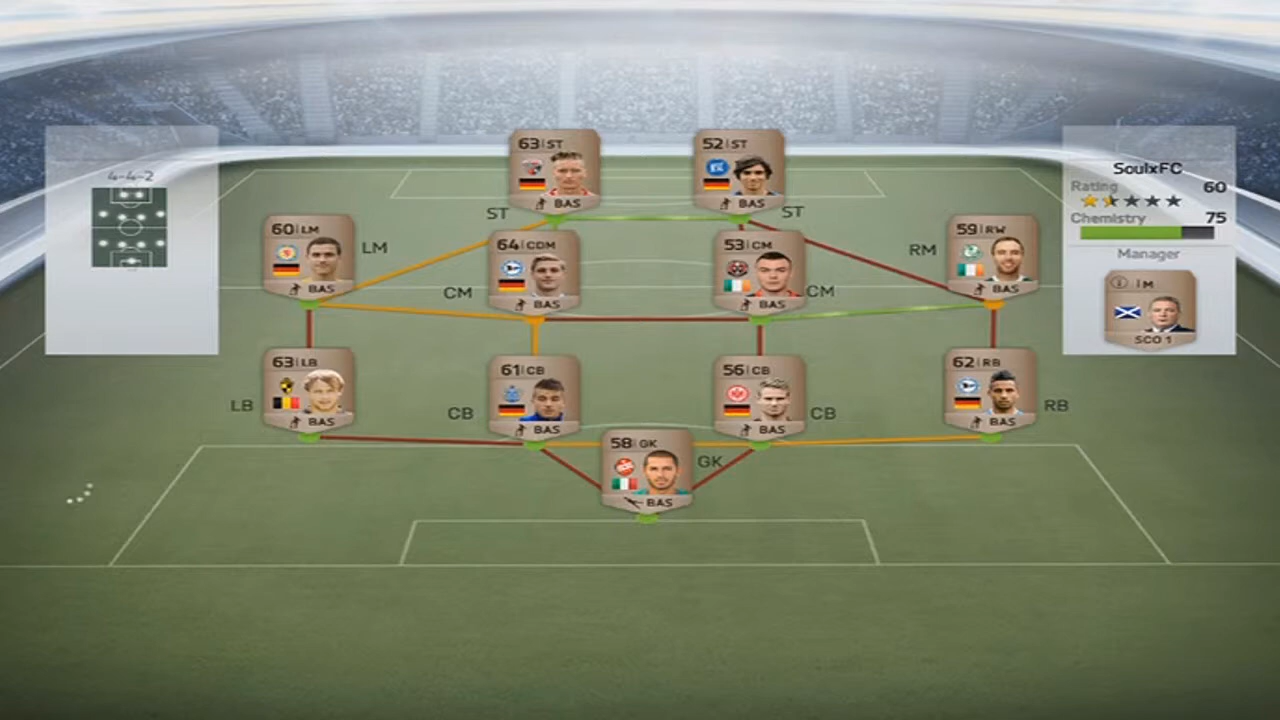 4-4-2
63 ST
BAS
ST
52 ST
BAS
ST
SoulxFC
Rating 60
Chemistry 75
Manager
M
SCO 1
60 LM
BAS
LM
64 CDM
BAS
CM
53 CM
BAS
CM
59 RW
BAS
RM
63 LB
BAS
LB
61 CB
BAS
CB
56 CB
BAS
CB
62 RB
BAS
RB
58 GK
BAS
GK